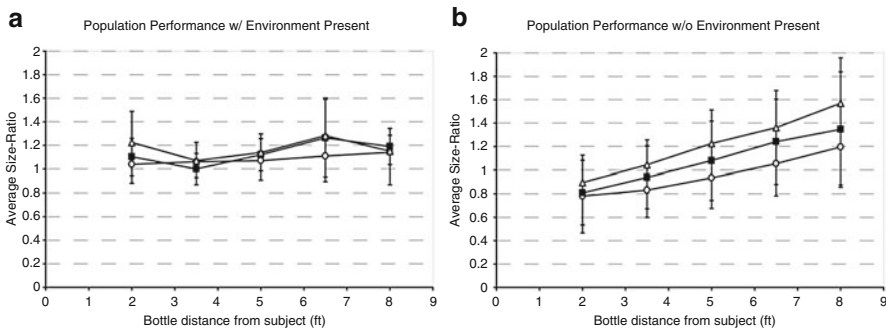 a
Population Performance w/ Environment Present
Average Size-Ratio
2
1.8
1.6
1.4
1.2
1
0.8
0.6
0.4
0.2
0
0 1 2 3 4 5 6 7 8 9
Bottle distance from subject (ft)
b
Population Performance w/o Environment Present
Average Size-Ratio
2
1.8
1.6
1.4
1.2
1
0.8
0.6
0.4
0.2
0
0 1 2 3 4 5 6 7 8 9
Bottle distance from subject (ft)